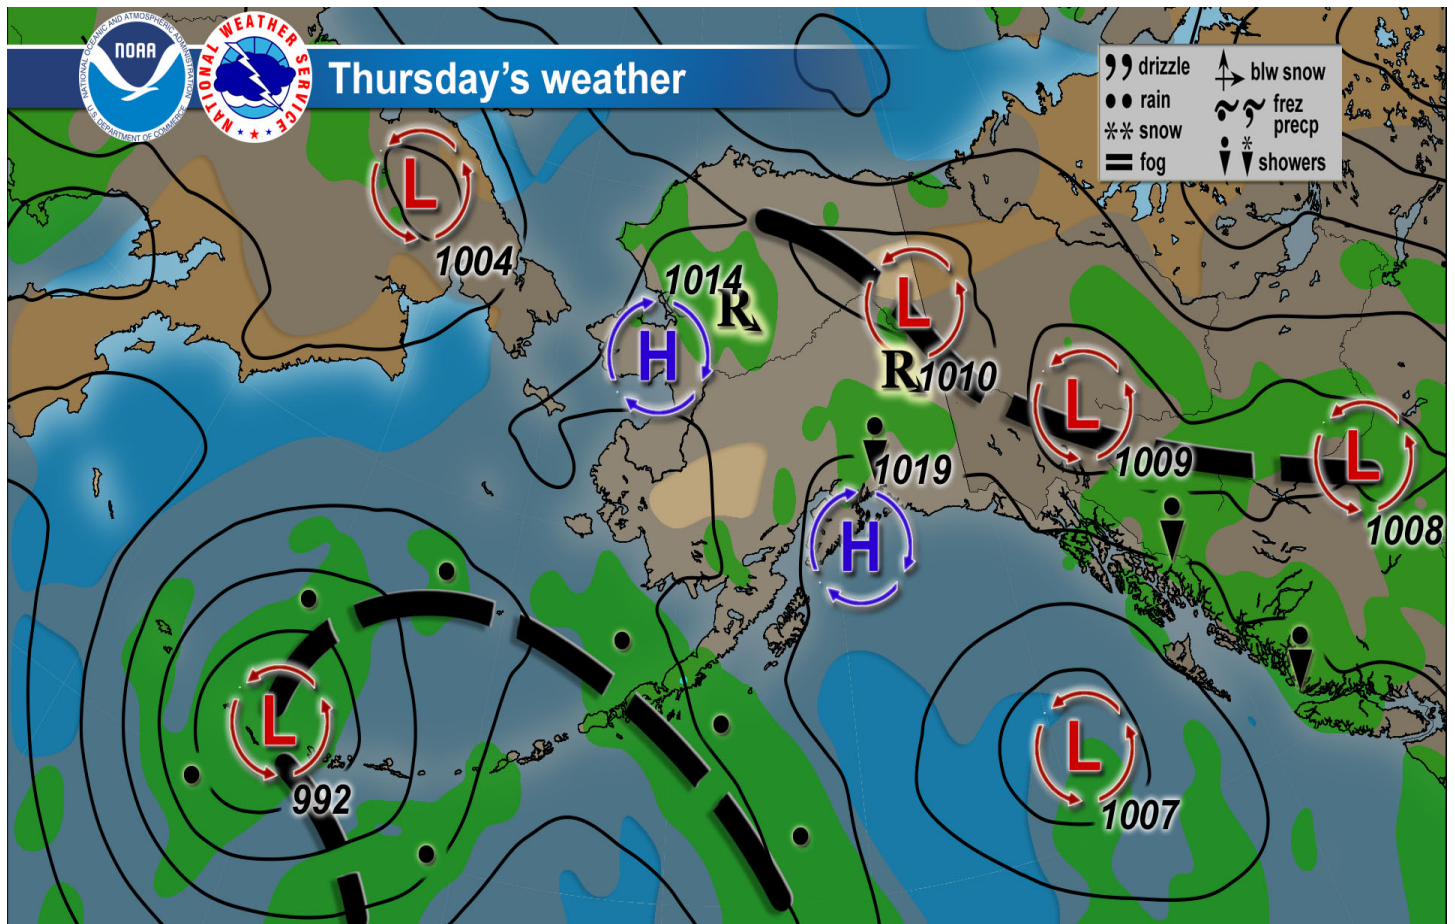 NATIONAL OCEANIC AND ATMOSPHERIC ADMINISTRATION
NOAA
U.S. DEPARTMENT OF COMMERCE
NATIONAL WEATHER SERVICE
Thursday's weather
drizzle
blw snow
rain
frez
precp
snow
fog
showers
L
1004
1014
R
H
L
R
1010
L
1009
L
1008
1019
H
L
992
L
1007